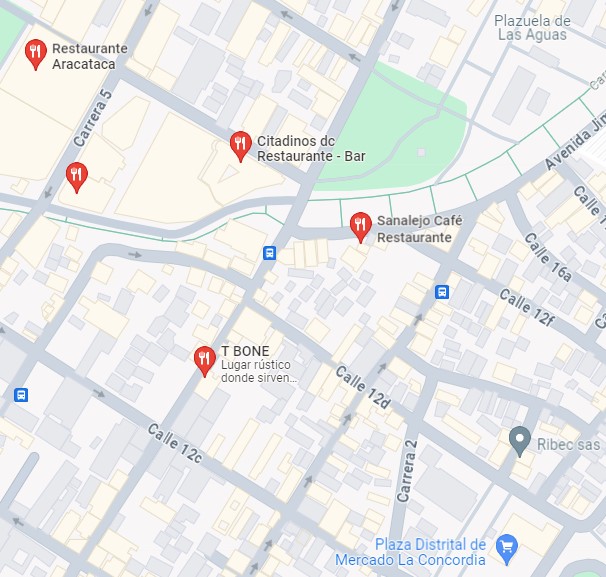 Plazuela de
Las Aguas
Restaurante
Aracataca
Carrera 5
Citadinos dc
Restaurante - Bar
Avenida Jim
Sanalejo Café
Restaurante
Calle 16a
Calle 12f
T BONE
Lugar rústico
donde sirven...
Calle 12d
Calle 12c
Carrera 2
Ribec sas
Plaza Distrital de
Mercado La Concordia